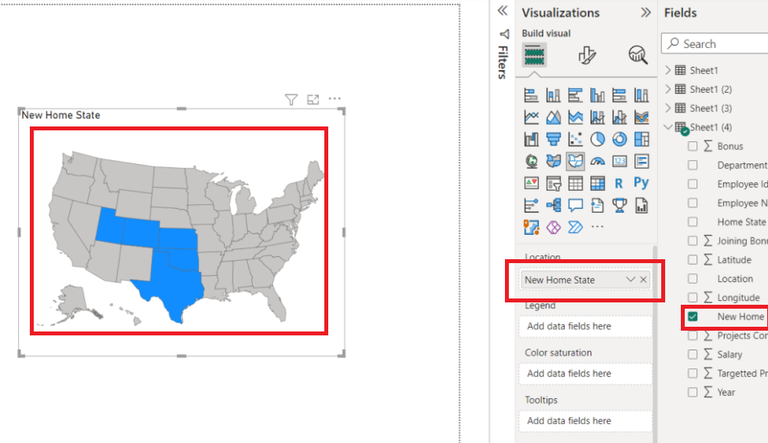 Visualizations
Fields
Build visual
Filters
Search
New Home State
Sheet1
Sheet1 (2)
Sheet1 (3)
Sheet1 (4)
Bonus
Department
Employee Id
Employee N
Home State
Joining Bonu
Latitude
Location
Longitude
New Home
Projects Con
Salary
Targetted Pr
Year
R
Py
Location
New Home State
Legend
Add data fields here
Color saturation
Add data fields here
Tooltips
Add data fields here